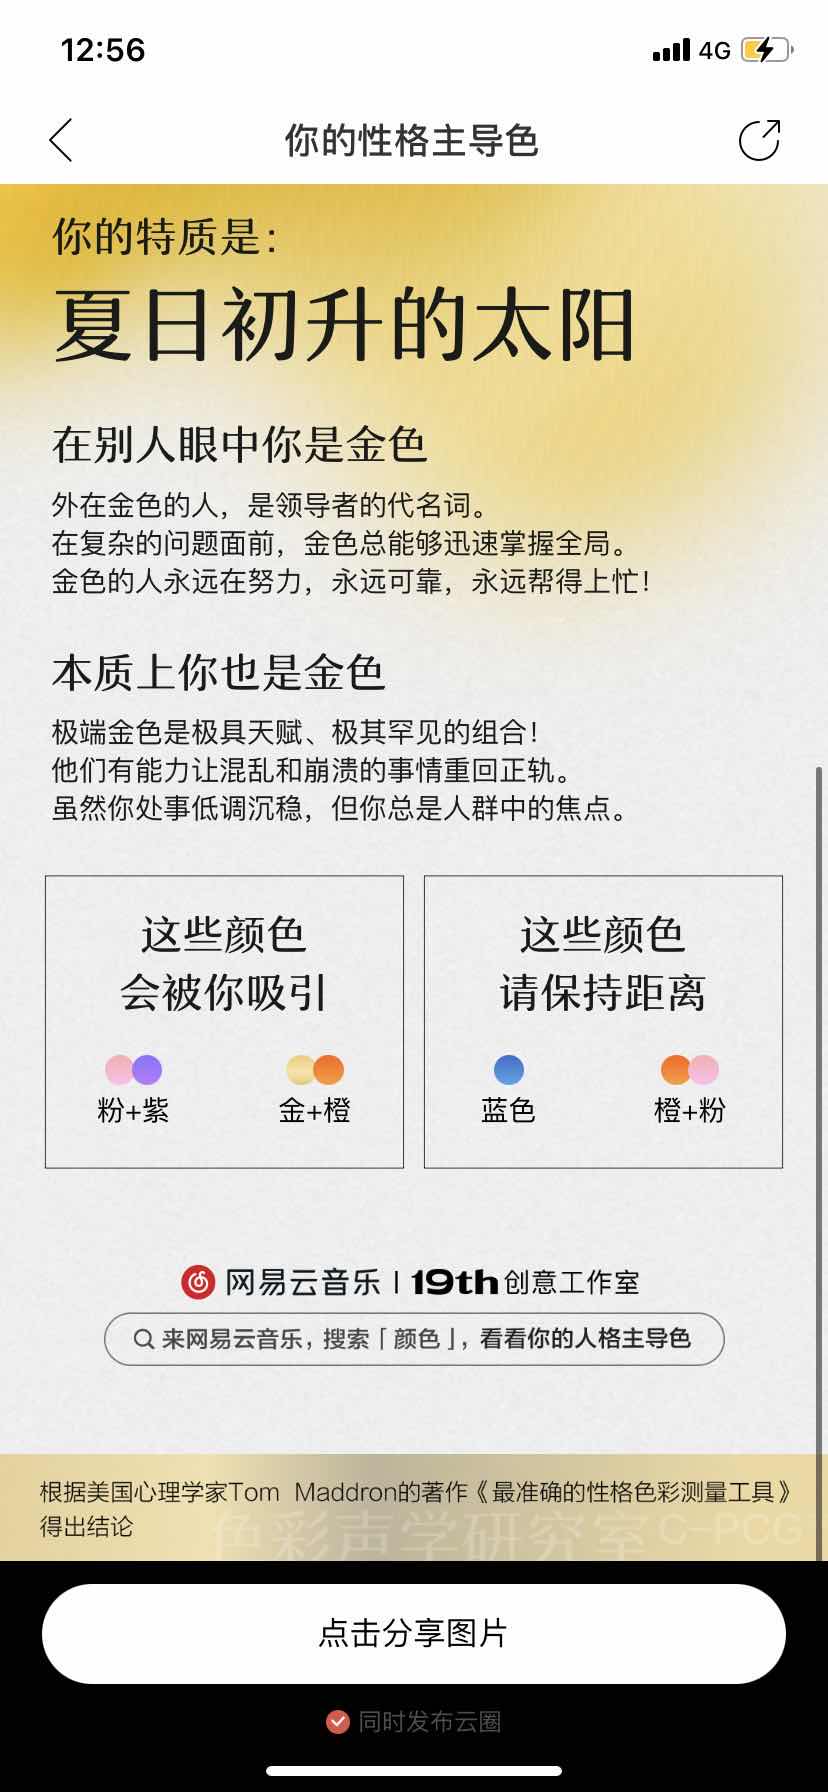 12:56
4G
你的性格主导色
你的特质是：
夏日初升的太阳
在别人眼中你是金色
外在金色的人，是领导者的代名词。
在复杂的问题面前，金色总能够迅速掌握全局。
金色的人永远在努力，永远可靠，永远帮得上忙！
本质上你也是金色
极端金色是极具天赋、极其罕见的组合！
他们有能力让混乱和崩溃的事情重回正轨。
虽然你处事低调沉稳，但你总是人群中的焦点。
这些颜色
会被你吸引
粉+紫
金+橙
这些颜色
请保持距离
蓝色
橙+粉
网易云音乐 | 19th创意工作室
来网易云音乐，搜索「颜色」，看看你的人格主导色
根据美国心理学家Tom Maddron的著作《最准确的性格色彩测量工具》
得出结论
色彩声学研究室C-PCG
点击分享图片
同时发布云圈